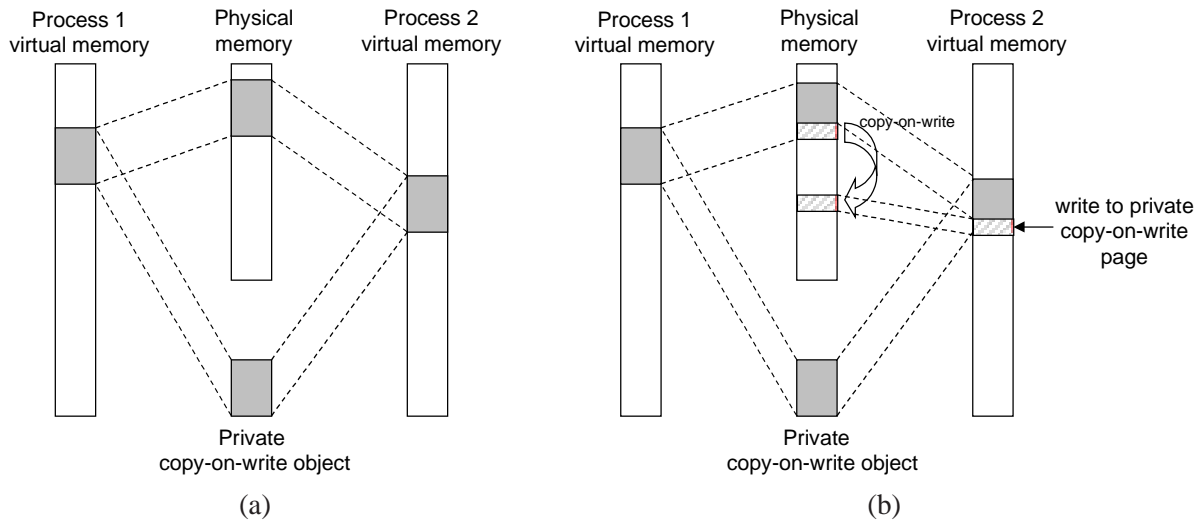 Process 1
virtual memory
Physical
memory
Process 2
virtual memory
Private
copy-on-write object
(a)
Process 1
virtual memory
Physical
memory
Process 2
virtual memory
copy-on-write
write to private
copy-on-write
page
Private
copy-on-write object
(b)